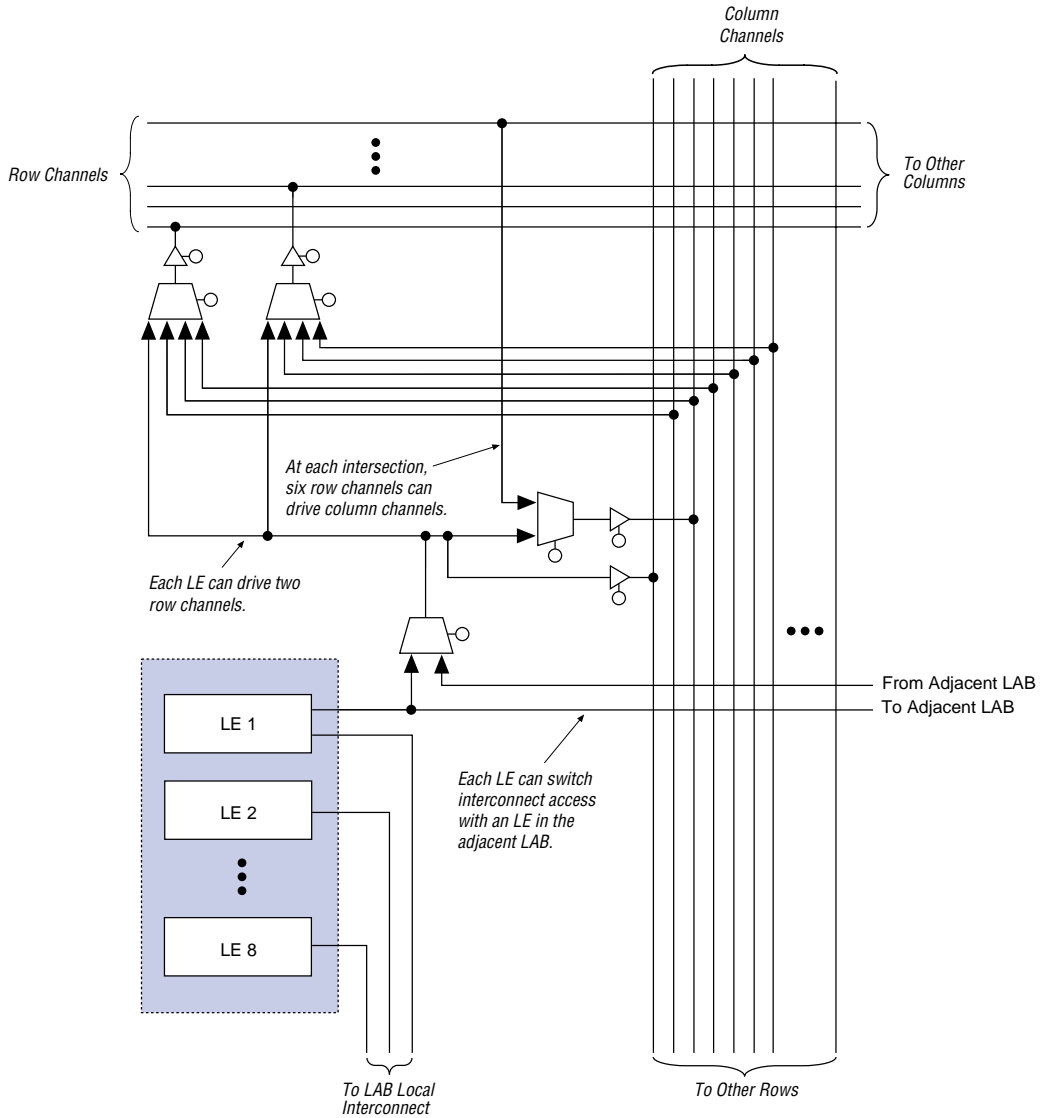 Column
Channels
Row Channels
To Other
Columns
At each intersection,
six row channels can
drive column channels.
Each LE can drive two
row channels.
From Adjacent LAB
To Adjacent LAB
LE 1
Each LE can switch
interconnect access
with an LE in the
adjacent LAB.
LE 2
LE 8
To LAB Local
Interconnect
To Other Rows